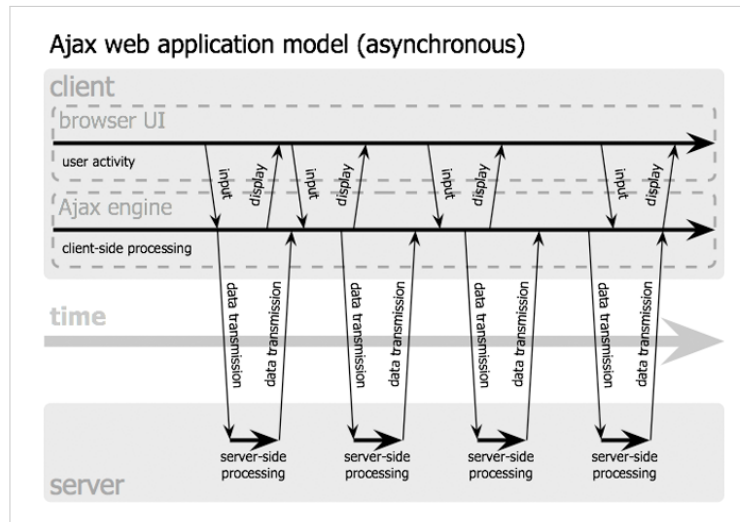 Ajax web application model (asynchronous)
client
browser UI
user activity
input
display
input
display
input
display
input
display
Ajax engine
client-side processing
data transmission
data transmission
data transmission
data transmission
data transmission
data transmission
data transmission
data transmission
time
server-side
processing
server-side
processing
server-side
processing
server-side
processing
server